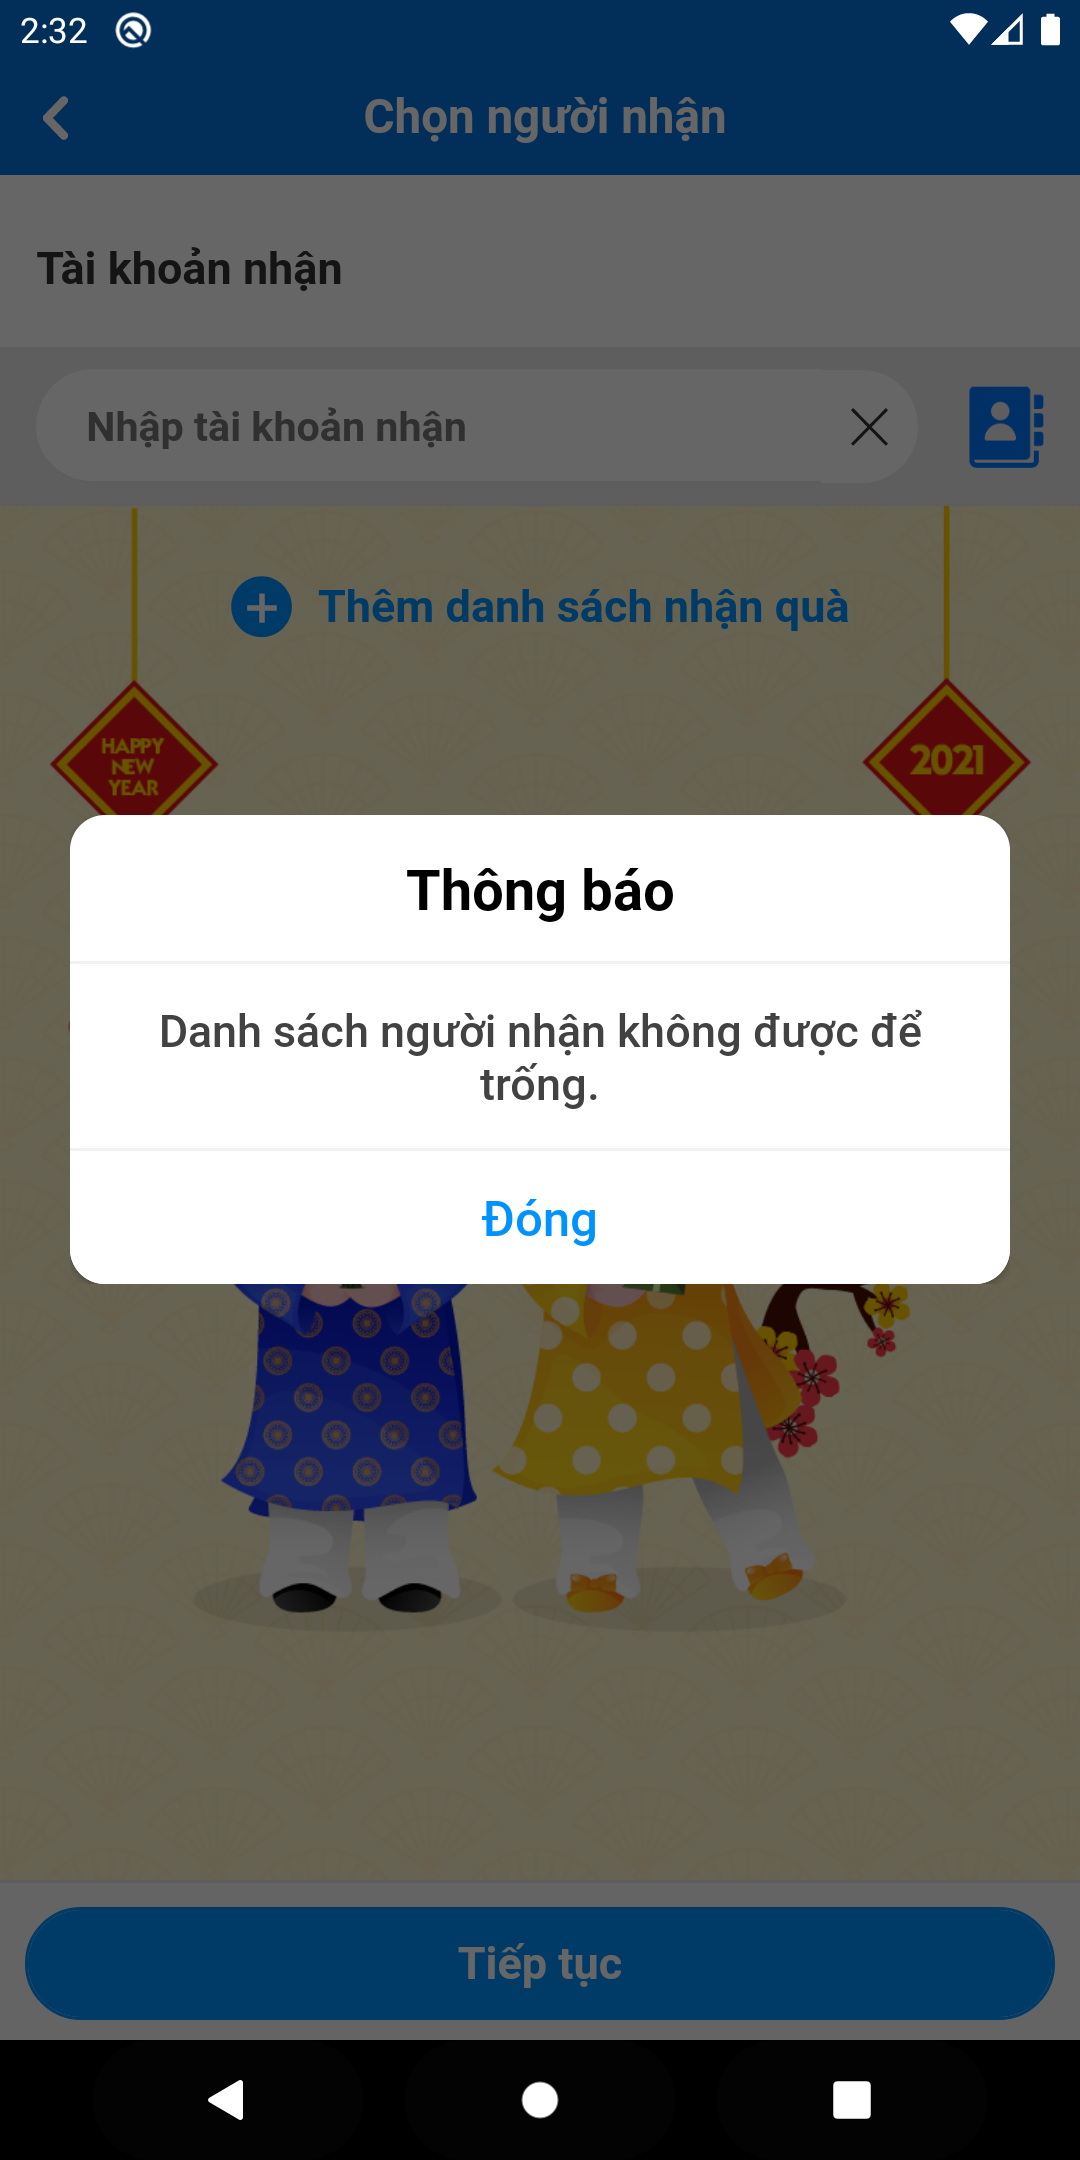 2:32
Chọn người nhận
Tài khoản nhận
Nhập tài khoản nhận
Thêm danh sách nhận quà
HAPPY
NEW
YEAR
2021
Thông báo
Danh sách người nhận không được để
trống.
Đóng
Tiếp tục